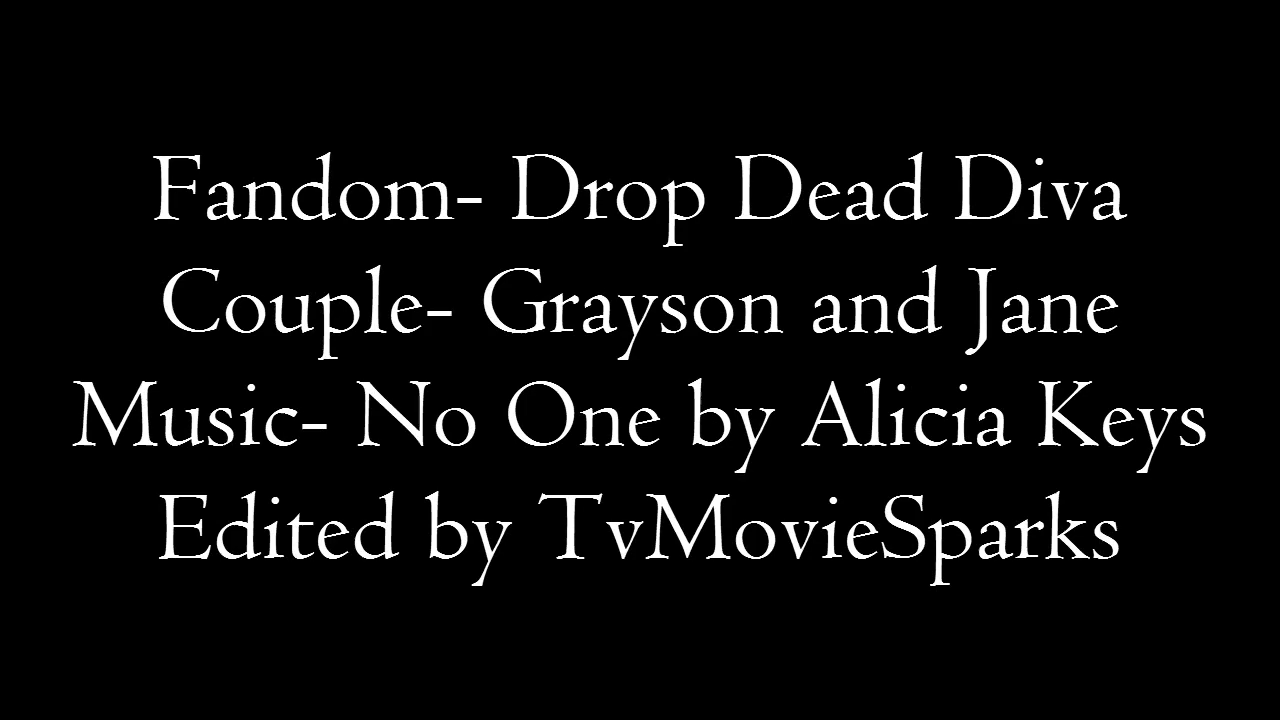 Fandom- Drop Dead Diva
Couple- Grayson and Jane
Music- No One by Alicia Keys
Edited by TvMovieSparks